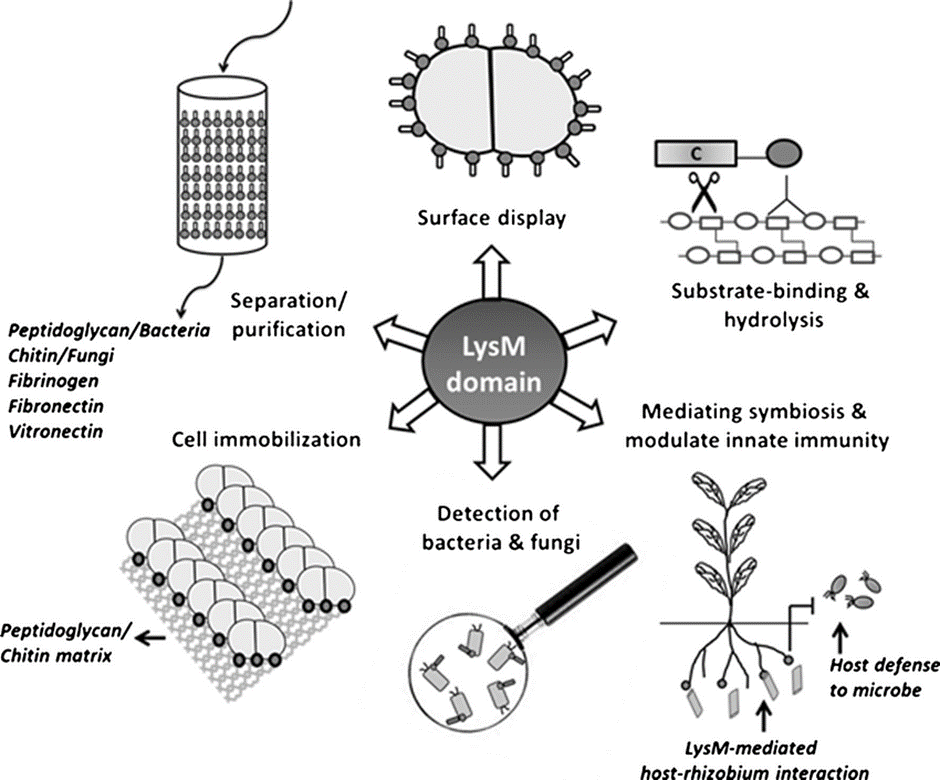 Surface display
C
Substrate-binding &
hydrolysis
Separation/
purification
Peptidoglycan/Bacteria
Chitin/Fungi
Fibrinogen
Fibronectin
Vitronectin
LysM
domain
Mediating symbiosis &
modulate innate immunity
Cell immobilization
Detection of
bacteria & fungi
Peptidoglycan/
Chitin matrix
Host defense
to microbe
LysM-mediated
host-rhizobium interaction